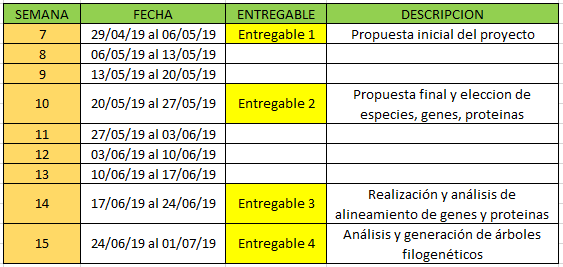 SEMANA FECHA ENTREGABLE DESCRIPCION
7 29/04/19 al 06/05/19 Entregable 1 Propuesta inicial del proyecto
8 06/05/19 al 13/05/19
9 13/05/19 al 20/05/19
10 20/05/19 al 27/05/19 Entregable 2 Propuesta final y eleccion de
especies, genes, proteinas
11 27/05/19 al 03/06/19
12 03/06/19 al 10/06/19
13 10/06/19 al 17/06/19
14 17/06/19 al 24/06/19 Entregable 3 Realización y análisis de
alineamiento de genes y proteinas
15 24/06/19 al 01/07/19 Entregable 4 Análisis y generación de árboles
filogenéticos